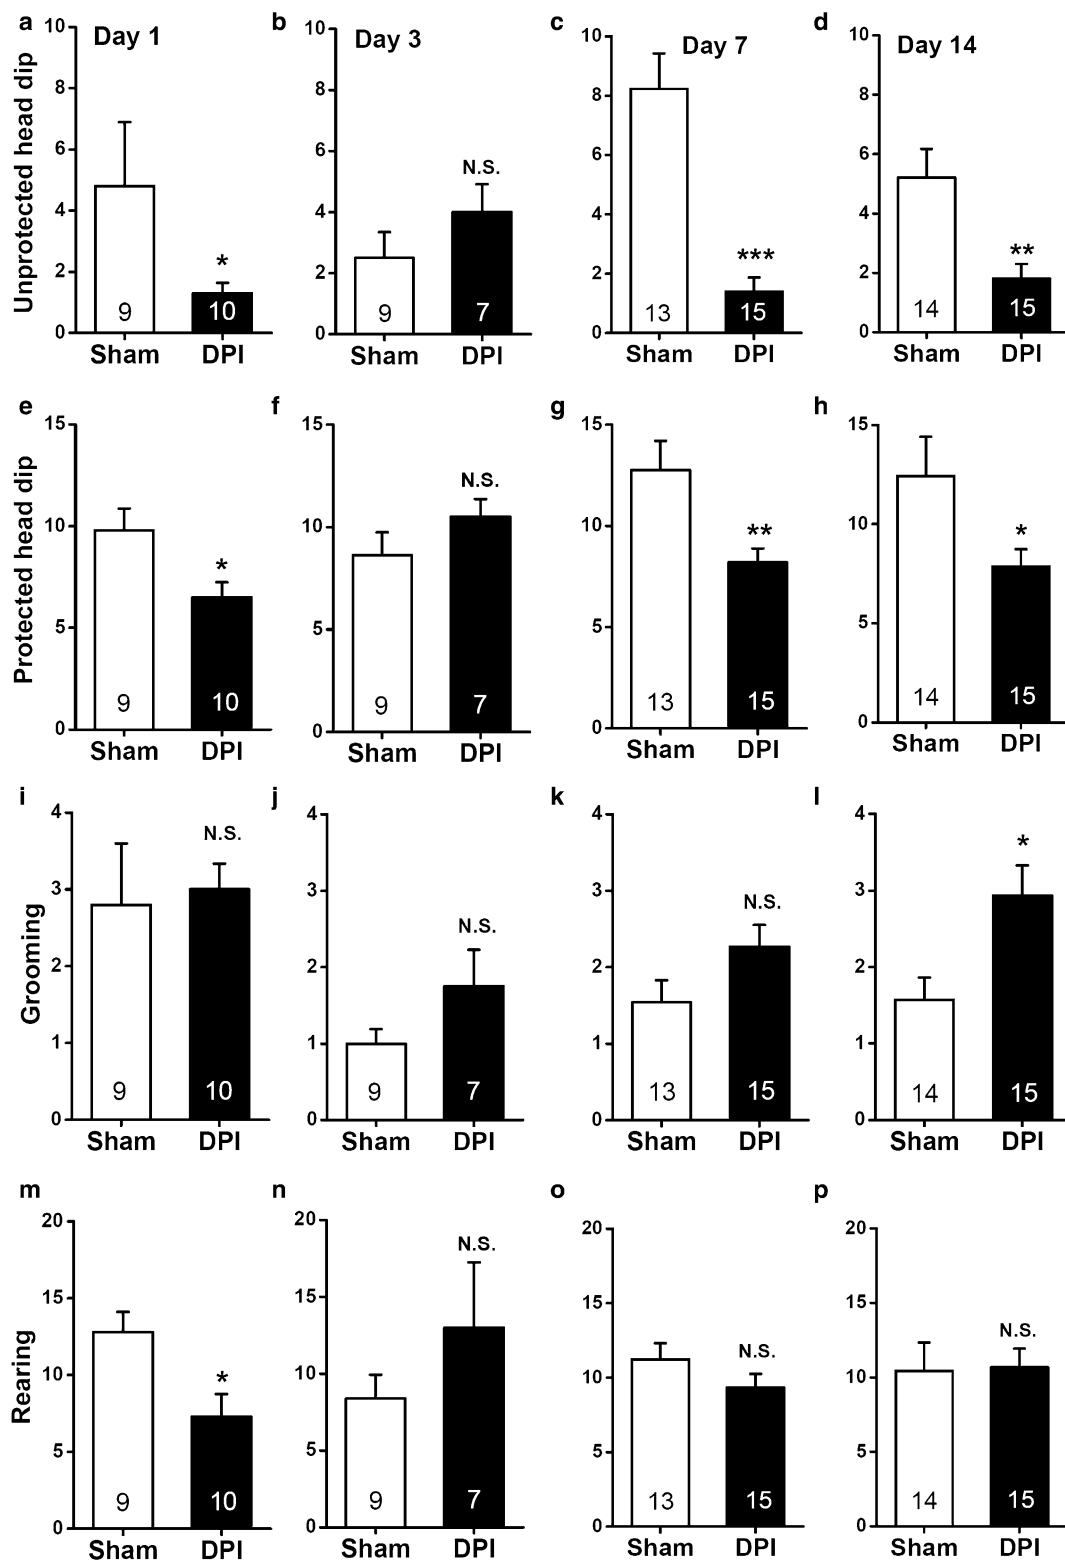 a Day 1 b Day 3 c Day 7 d Day 14
Unprotected head dip
10 8 6 4 2 0 * 9 10
10 8 6 4 2 0 N.S. 9 7
10 8 6 4 2 0 *** 13 15
10 8 6 4 2 0 ** 14 15
Sham DPI Sham DPI Sham DPI Sham DPI
e f g h
Protected head dip
15 10 5 0 * 9 10
15 10 5 0 N.S. 9 7
15 10 5 0 ** 13 15
15 10 5 0 * 14 15
Sham DPI Sham DPI Sham DPI Sham DPI
i j k l
Grooming
4 3 2 1 0 N.S. 9 10
4 3 2 1 0 N.S. 9 7
4 3 2 1 0 N.S. 13 15
4 3 2 1 0 * 14 15
Sham DPI Sham DPI Sham DPI Sham DPI
m n o p
Rearing
20 15 10 5 0 * 9 10
20 15 10 5 0 N.S. 9 7
20 15 10 5 0 N.S. 13 15
20 15 10 5 0 N.S. 14 15
Sham DPI Sham DPI Sham DPI Sham DPI